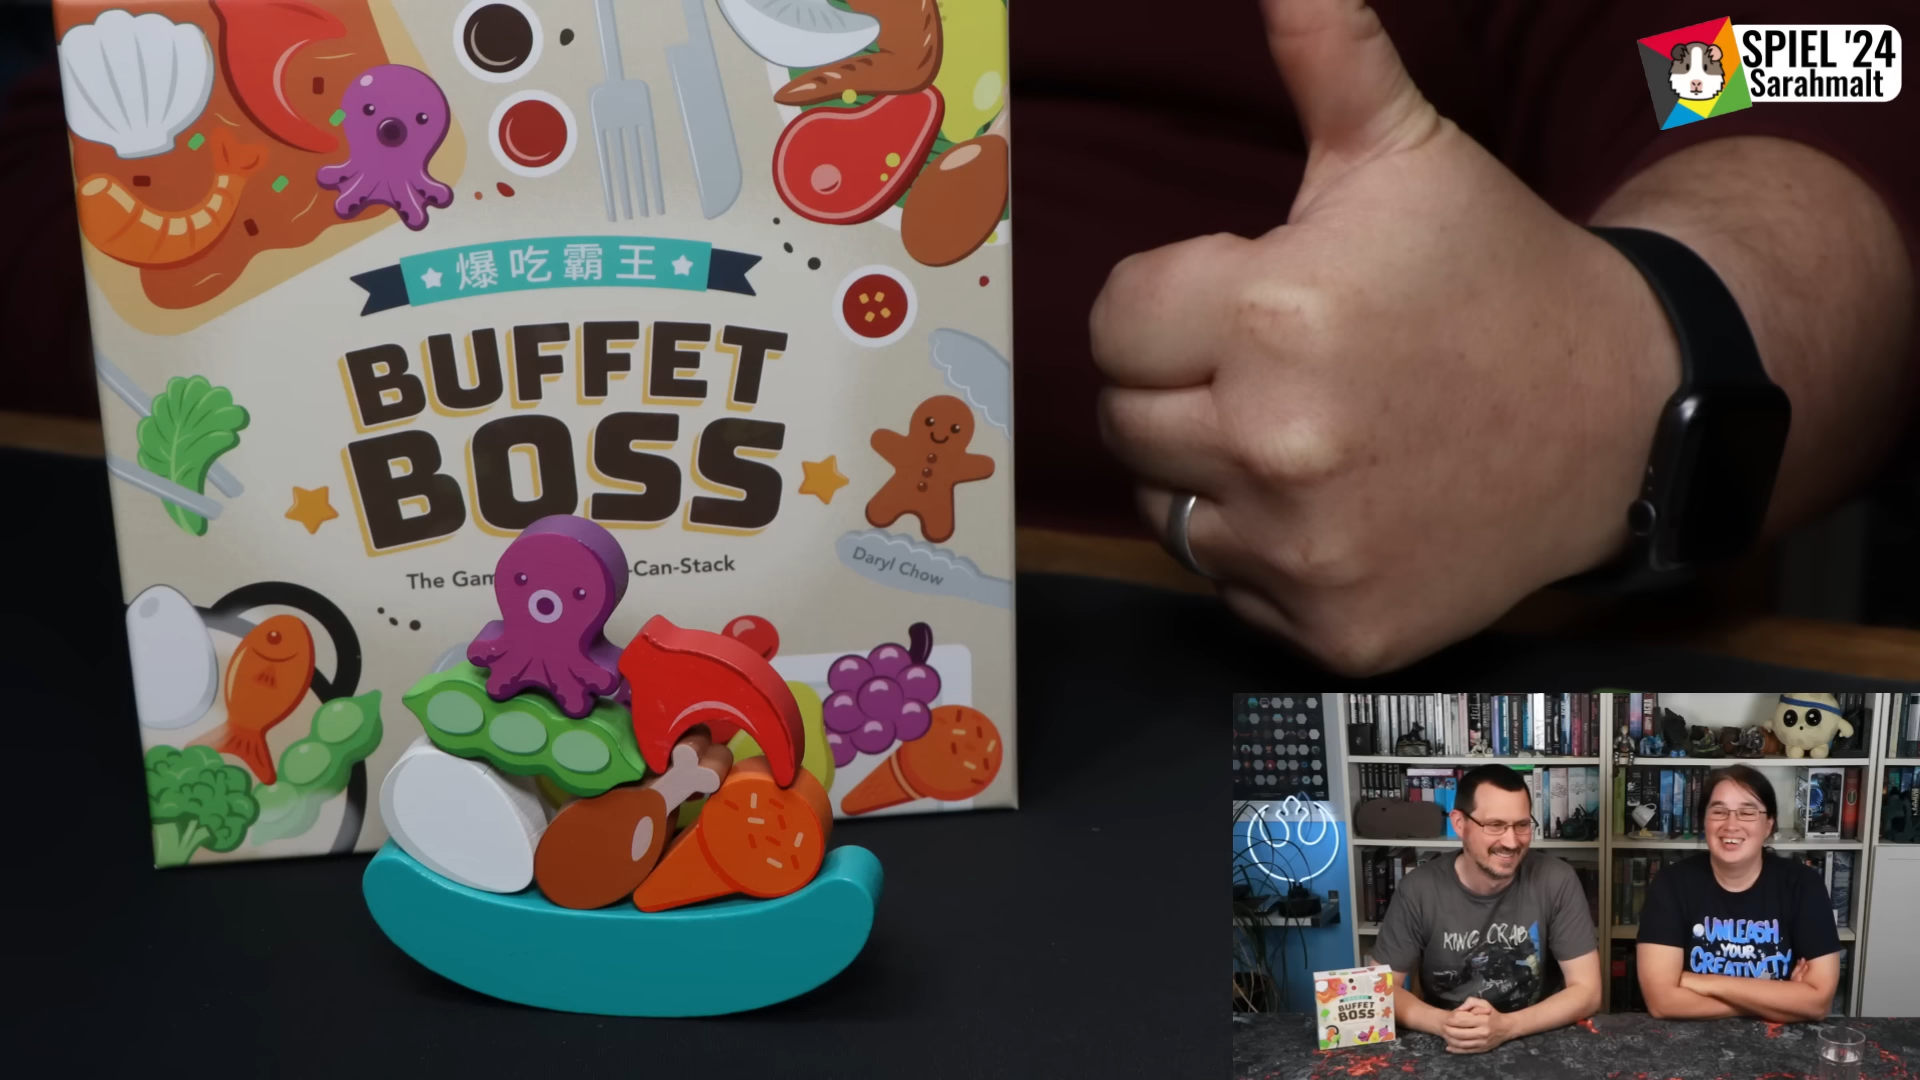 SPIEL '24
Sarahmalt
爆吃霸王
BUFFET
BOSS
The Gam
-Can-Stack
Daryl Chow
KING CRAB
UNLEASH
YOUR
CREATIVITY
BUFFET
BOSS